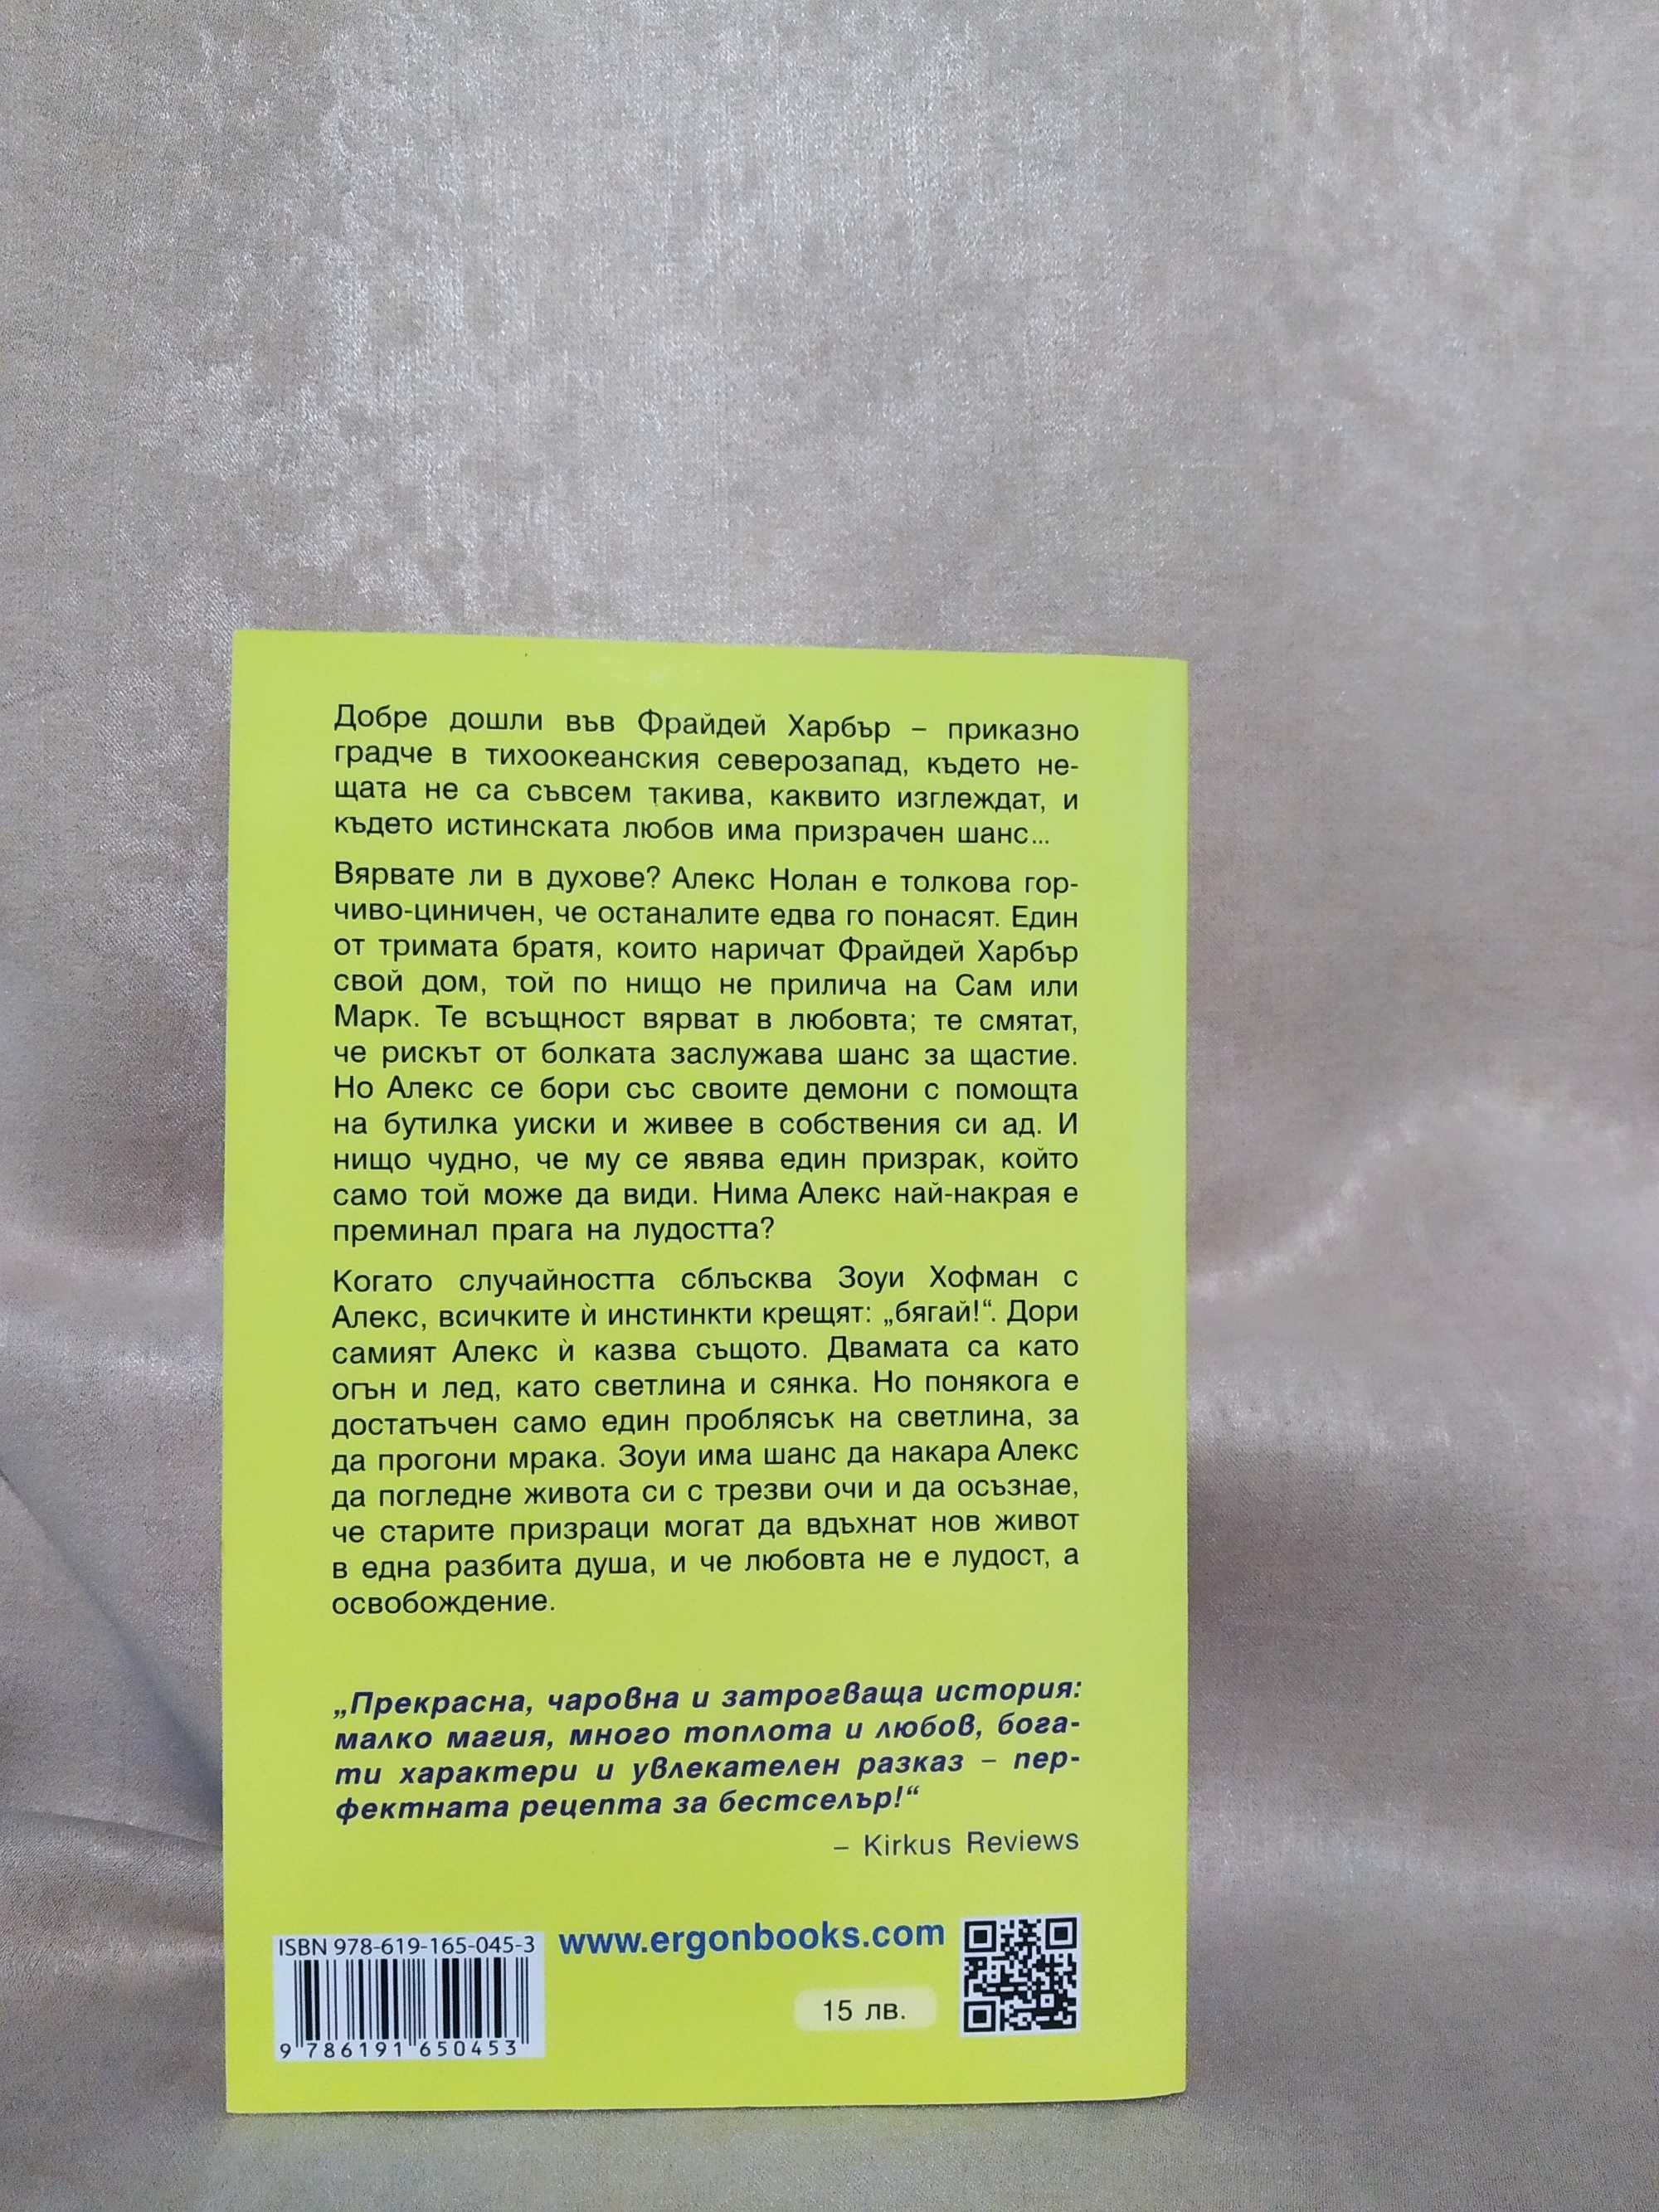 Добре дошли във Фрайдей Харбър – приказно
градче в тихоокеанския северозапад, където не-
щата не са съвсем такива, каквито изглеждат, и
където истинската любов има призрачен шанс...
Вярвате ли в духове? Алекс Нолан е толкова гор-
чиво-циничен, че останалите едва го понасят. Един
от тримата братя, които наричат Фрайдей Харбър
свой дом, той по нищо не прилича на Сам или
Марк. Те всъщност вярват в любовта; те смятат,
че рискът от болката заслужава шанс за щастие.
Но Алекс се бори със своите демони с помощта
на бутилка уиски и живее в собствения си ад. И
нищо чудно, че му се явява един призрак, който
само той може да види. Нима Алекс най-накрая е
преминал прага на лудостта?
Когато случайността сблъсква Зоуи Хофман с
Алекс, всичките ѝ инстинкти крещят: „бягай!“. Дори
самият Алекс ѝ казва същото. Двамата са като
огън и лед, като светлина и сянка. Но понякога е
достатъчен само един проблясък на светлина, за
да прогони мрака. Зоуи има шанс да накара Алекс
да погледне живота си с трезви очи и да осъзнае,
че старите призраци могат да вдъхнат нов живот
в една разбита душа, и че любовта не е лудост, а
освобождение.
„Прекрасна, чаровна и затрогваща история:
малко магия, много топлота и любов, бога-
ти характери и увлекателен разказ – пер-
фектната рецепта за бестселър!“
– Kirkus Reviews
ISBN 978-619-165-045-3
www.ergonbooks.com
15 лв.
9 786191 650453